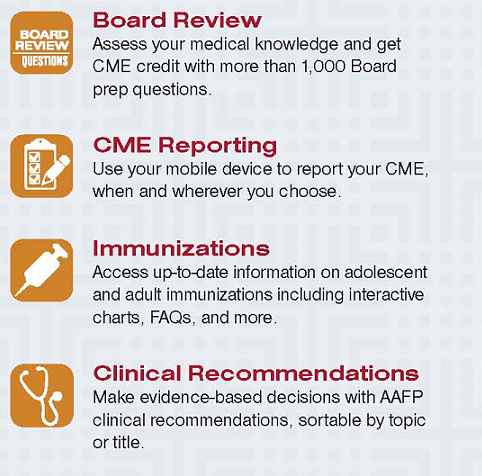 BOARD
REVIEW
QUESTIONS
Board Review
Assess your medical knowledge and get
CME credit with more than 1,000 Board
prep questions.
CME Reporting
Use your mobile device to report your CME,
when and wherever you choose.
Immunizations
Access up-to-date information on adolescent
and adult immunizations including interactive
charts, FAQs, and more.
Clinical Recommendations
Make evidence-based decisions with AAFP
clinical recommendations, sortable by topic
or title.